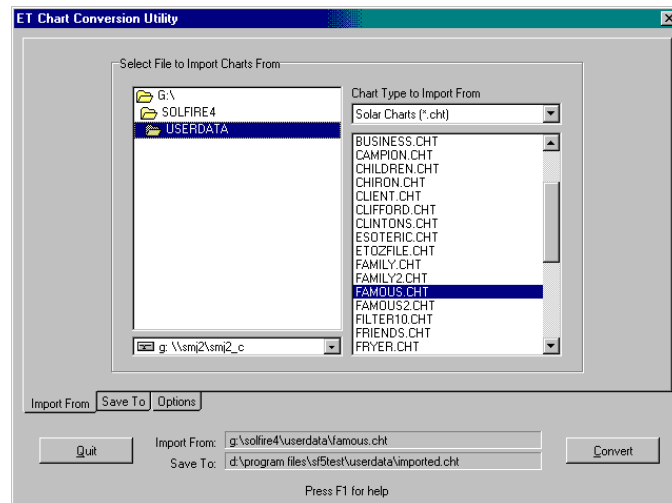 ET Chart Conversion Utility
Select File to Import Charts From
G:\
SOLFIRE4
USERDATA
g: \\smj2\smj2_c
Chart Type to Import From
Solar Charts (*.cht)
BUSINESS.CHT
CAMPION.CHT
CHILDREN.CHT
CHIRON.CHT
CLIENT.CHT
CLIFFORD.CHT
CLINTONS.CHT
ESOTERIC.CHT
ETOZFILE.CHT
FAMILY.CHT
FAMILY2.CHT
FAMOUS.CHT
FAMOUS2.CHT
FILTER10.CHT
FRIENDS.CHT
FRYER.CHT
Import From Save To Options
Quit
Import From: g:\solfire4\userdata\famous.cht
Save To: d:\program files\sf5test\userdata\imported.cht
Convert
Press F1 for help